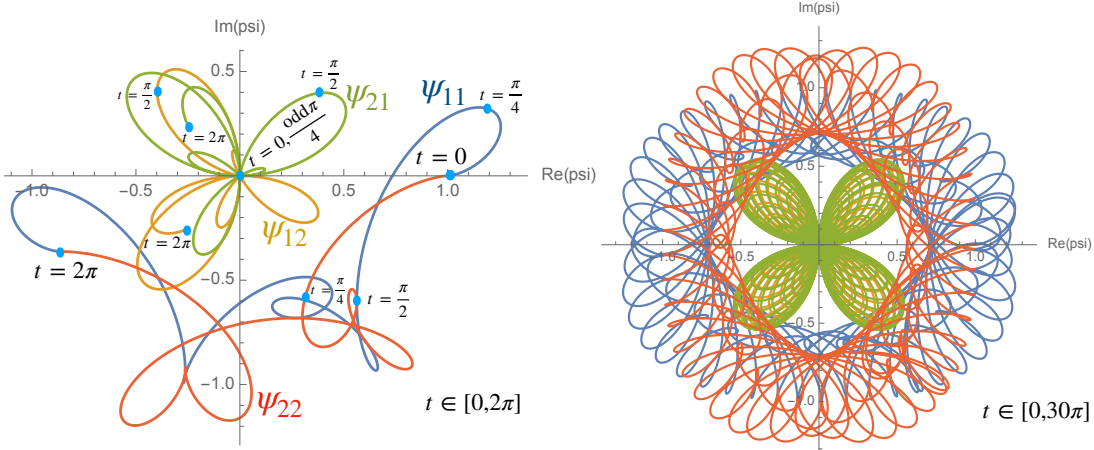 Im(psi)
0.5
t = π/2
ψ21
t = π/2
ψ11
t = π/4
t = 2π
t = 0, oddπ/4
t = 0
Re(psi)
-1.0
-0.5
0.5
1.0
ψ12
t = 2π
t = 2π
-0.5
t = π/4
t = π/2
-1.0
ψ22
t ∈ [0,2π]
Im(psi)
1.0
0.5
Re(psi)
-1.0
-0.5
0.5
1.0
-0.5
-1.0
t ∈ [0,30π]